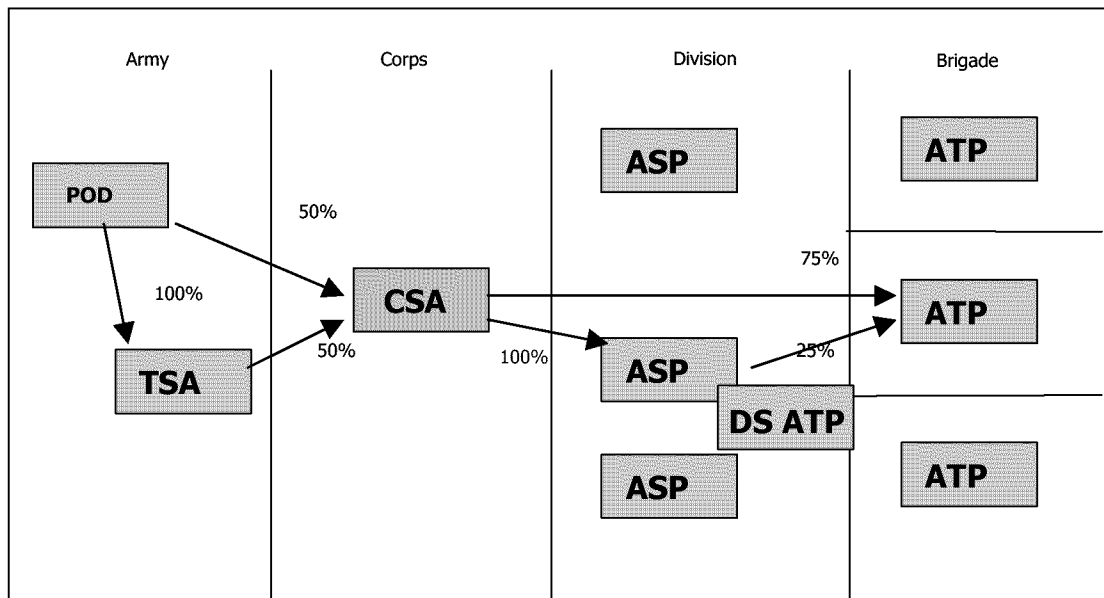 Army
Corps
Division
Brigade
ATP
ASP
POD
50%
75%
CSA
ATP
100%
50%
TSA
100%
ASP
25%
DS ATP
ASP
ATP